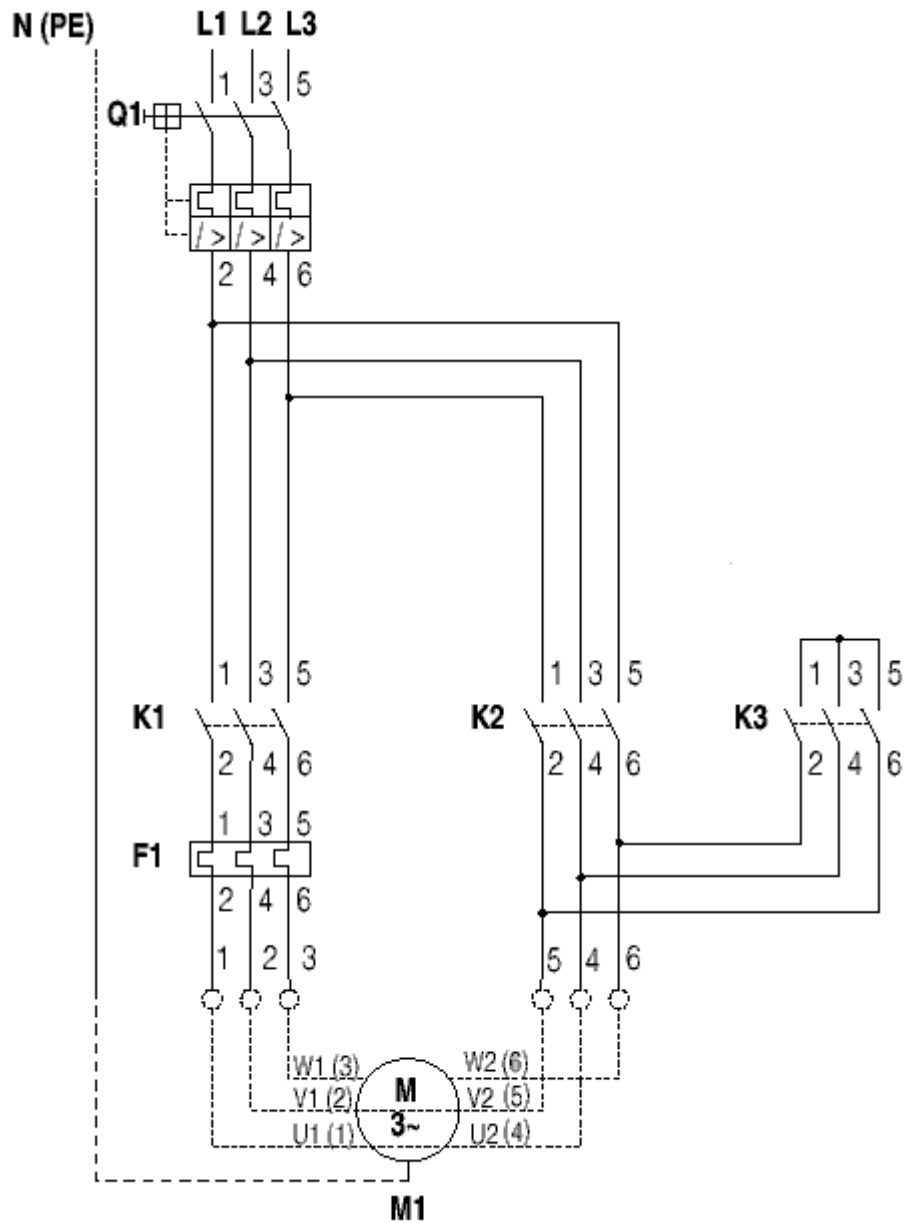 N (PE) L1 L2 L3
1 3 5
Q1
/> /> />
2 4 6
1 3 5 1 3 5 1 3 5
K1 K2 K3
2 4 6 2 4 6 2 4 6
1 3 5
F1
2 4 6
1 2 3 5 4 6
W1 (3) W2 (6)
V1 (2) M V2 (5)
U1 (1) 3~ U2 (4)
M1